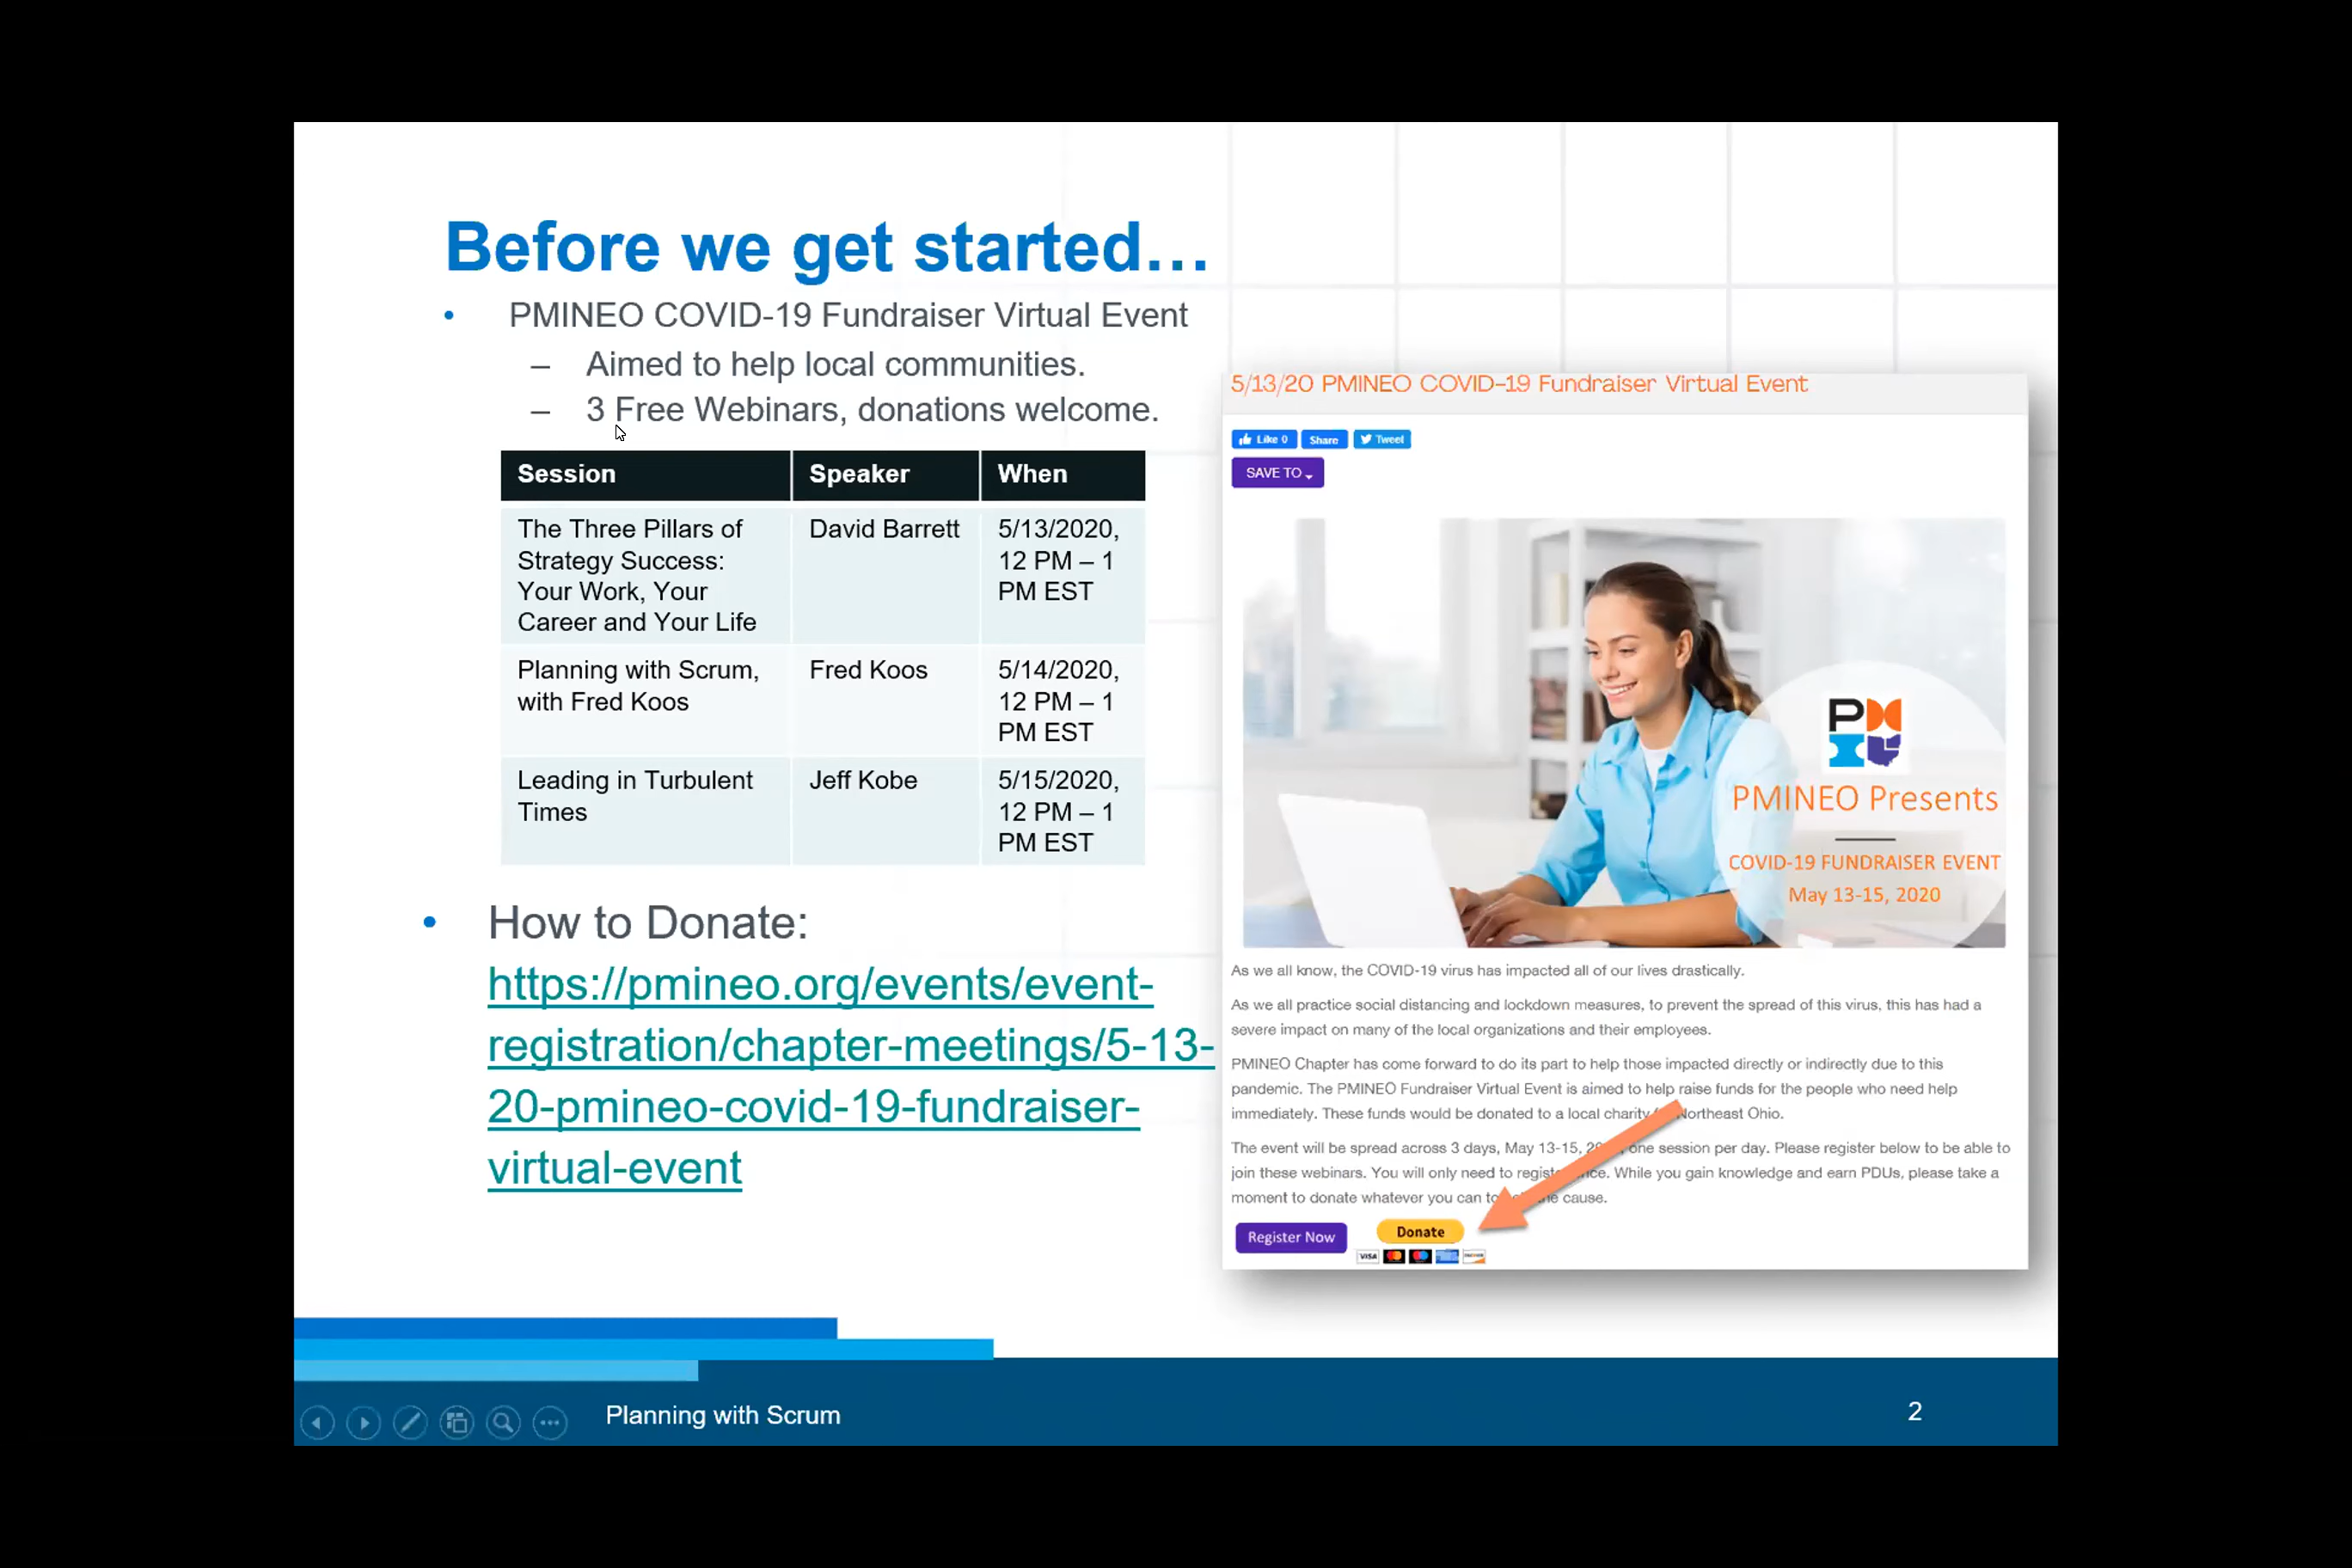 Before we get started…
• PMINEO COVID-19 Fundraiser Virtual Event
– Aimed to help local communities.
– 3 Free Webinars, donations welcome.
Session Speaker When
The Three Pillars of
Strategy Success:
Your Work, Your
Career and Your Life
David Barrett
5/13/2020,
12 PM – 1
PM EST
Planning with Scrum,
with Fred Koos
Fred Koos
5/14/2020,
12 PM – 1
PM EST
Leading in Turbulent
Times
Jeff Kobe
5/15/2020,
12 PM – 1
PM EST
• How to Donate:
https://pmineo.org/events/event-
registration/chapter-meetings/5-13-
20-pmineo-covid-19-fundraiser-
virtual-event
5/13/20 PMINEO COVID-19 Fundraiser Virtual Event
Like 0 Share Tweet
SAVE TO
PMINEO Presents
COVID-19 FUNDRAISER EVENT
May 13-15, 2020
As we all know, the COVID-19 virus has impacted all of our lives drastically.
As we all practice social distancing and lockdown measures, to prevent the spread of this virus, this has had a
severe impact on many of the local organizations and their employees.
PMINEO Chapter has come forward to do its part to help those impacted directly or indirectly due to this
pandemic. The PMINEO Fundraiser Virtual Event is aimed to help raise funds for the people who need help
immediately. These funds would be donated to a local charity Northeast Ohio.
The event will be spread across 3 days, May 13-15, one session per day. Please register below to be able to
join these webinars. You will only need to While you gain knowledge and earn PDUs, please take a
moment to donate whatever you can cause.
Register Now Donate
VISA
Planning with Scrum
2